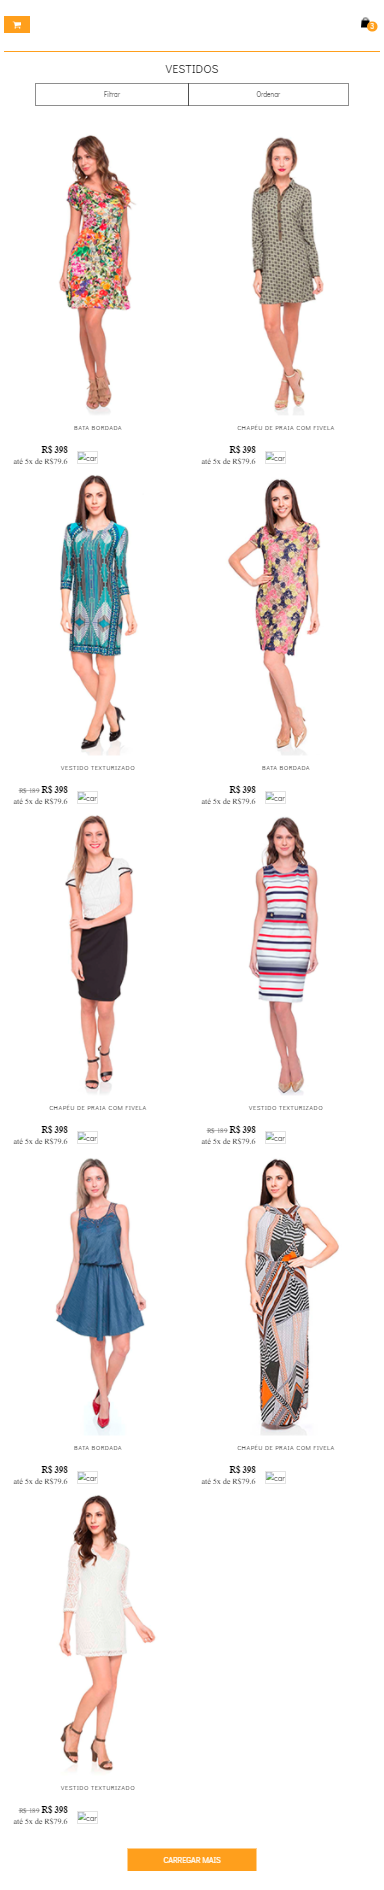 3
VESTIDOS
Filtrar Ordenar
BATA BORDADA CHAPÉU DE PRAIA COM FIVELA
R$ 398 R$ 398
até 5x de R$79.6 car até 5x de R$79.6 car
VESTIDO TEXTURIZADO BATA BORDADA
R$ 189 R$ 398 R$ 398
até 5x de R$79.6 car até 5x de R$79.6 car
CHAPÉU DE PRAIA COM FIVELA VESTIDO TEXTURIZADO
R$ 398 R$ 189 R$ 398
até 5x de R$79.6 car até 5x de R$79.6 car
BATA BORDADA CHAPÉU DE PRAIA COM FIVELA
R$ 398 R$ 398
até 5x de R$79.6 car até 5x de R$79.6 car
VESTIDO TEXTURIZADO
R$ 189 R$ 398
até 5x de R$79.6 car
CARREGAR MAIS